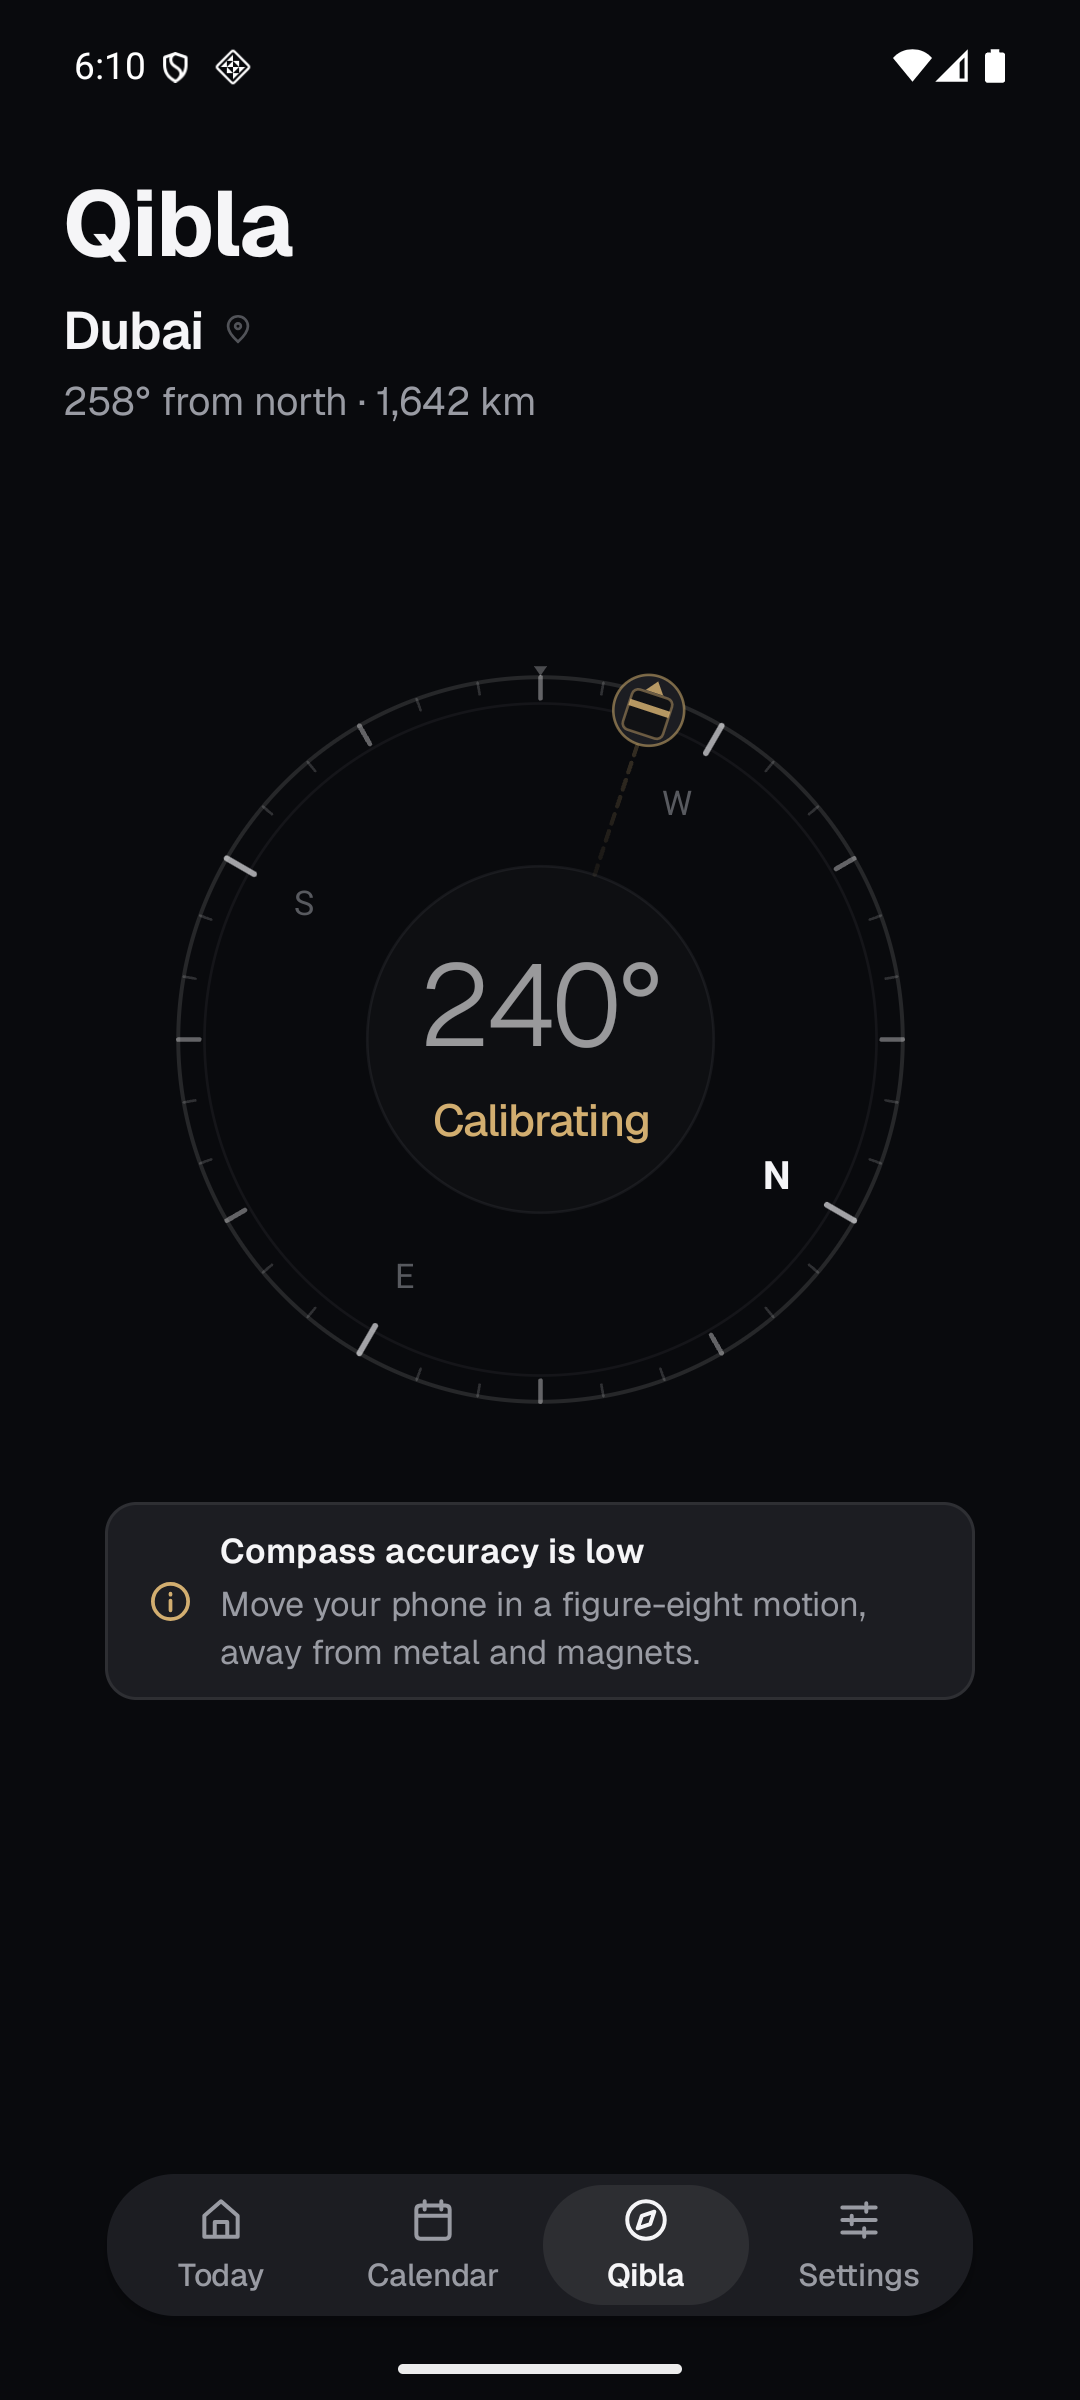 6:10
Qibla
Dubai
258° from north · 1,642 km
W
S
240°
Calibrating
N
E
Compass accuracy is low
Move your phone in a figure-eight motion,
away from metal and magnets.
Today
Calendar
Qibla
Settings